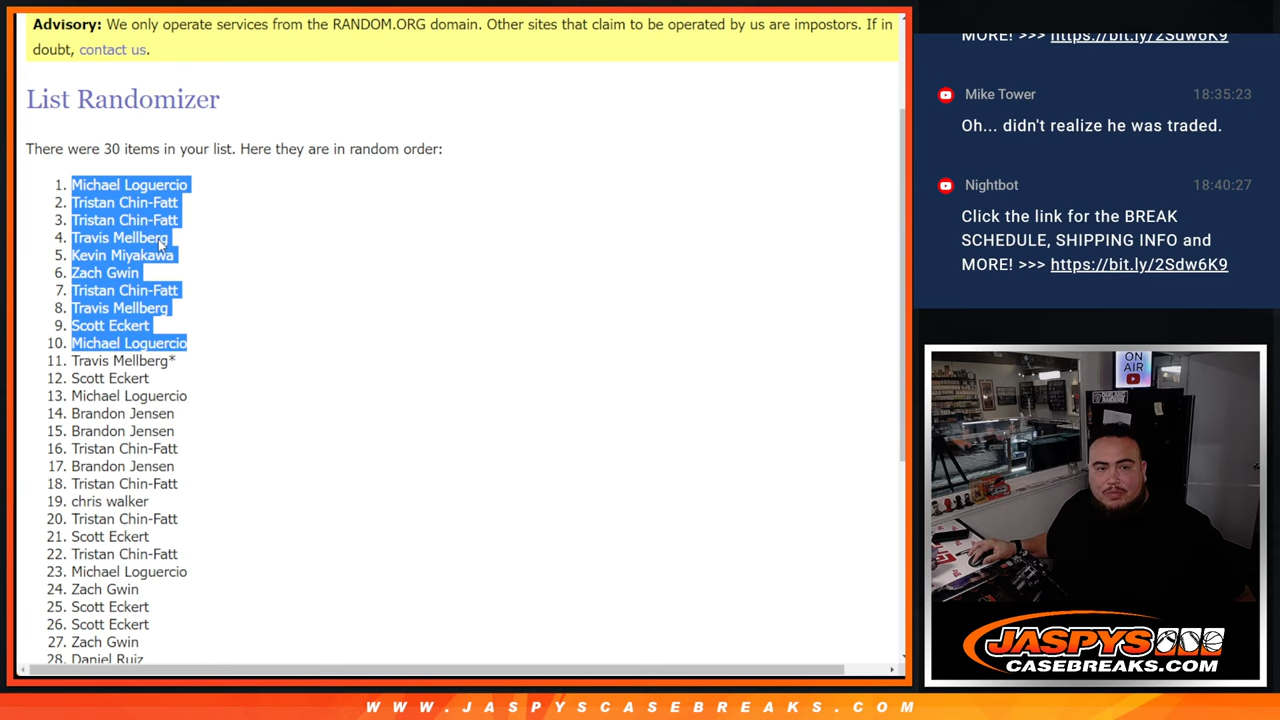 Advisory: We only operate services from the RANDOM.ORG domain. Other sites that claim to be operated by us are impostors. If in
doubt, contact us.
List Randomizer
There were 30 items in your list. Here they are in random order:
1. Michael Loguercio
2. Tristan Chin-Fatt
3. Tristan Chin-Fatt
4. Travis Mellberg
5. Kevin Miyakawa
6. Zach Gwin
7. Tristan Chin-Fatt
8. Travis Mellberg
9. Scott Eckert
10. Michael Loguercio
11. Travis Mellberg*
12. Scott Eckert
13. Michael Loguercio
14. Brandon Jensen
15. Brandon Jensen
16. Tristan Chin-Fatt
17. Brandon Jensen
18. Tristan Chin-Fatt
19. chris walker
20. Tristan Chin-Fatt
21. Scott Eckert
22. Tristan Chin-Fatt
23. Michael Loguercio
24. Zach Gwin
25. Scott Eckert
26. Scott Eckert
27. Zach Gwin
28. Daniel Ruiz
MORE! >>> https://bit.ly/2Sdw6K9
Mike Tower 18:35:23
Oh... didn't realize he was traded.
Nightbot 18:40:27
Click the link for the BREAK
SCHEDULE, SHIPPING INFO and
MORE! >>> https://bit.ly/2Sdw6K9
ON
AIR
JASPYS
CASEBREAKS.COM
WWW.JASPYSCASEBREAKS.COM